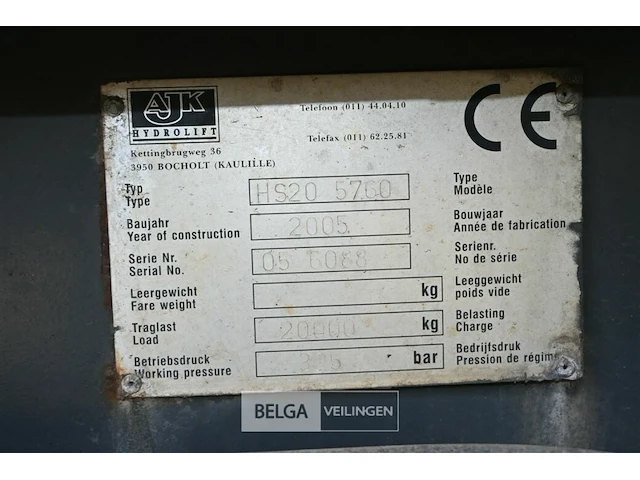 AJK
HYDROLIFT
Kettingbrugweg 36
3950 BOCHOLT (KAULILLE)
Telefoon (011) 44.04.10
Telefax (011) 62.25.81
CE
Typ
Type
HS20 5760
Type
Modèle
Baujahr
Year of construction
2005
Bouwjaar
Année de fabrication
Serie Nr.
Serial No.
05 6088
Serienr.
No de série
Leergewicht
Fare weight
kg
Leeggewicht
poids vide
Traglast
Load
20000 kg
Belasting
Charge
Betriebsdruck
Working pressure
bar
Bedrijfsdruk
Pression de régime
BELGA VEILINGEN